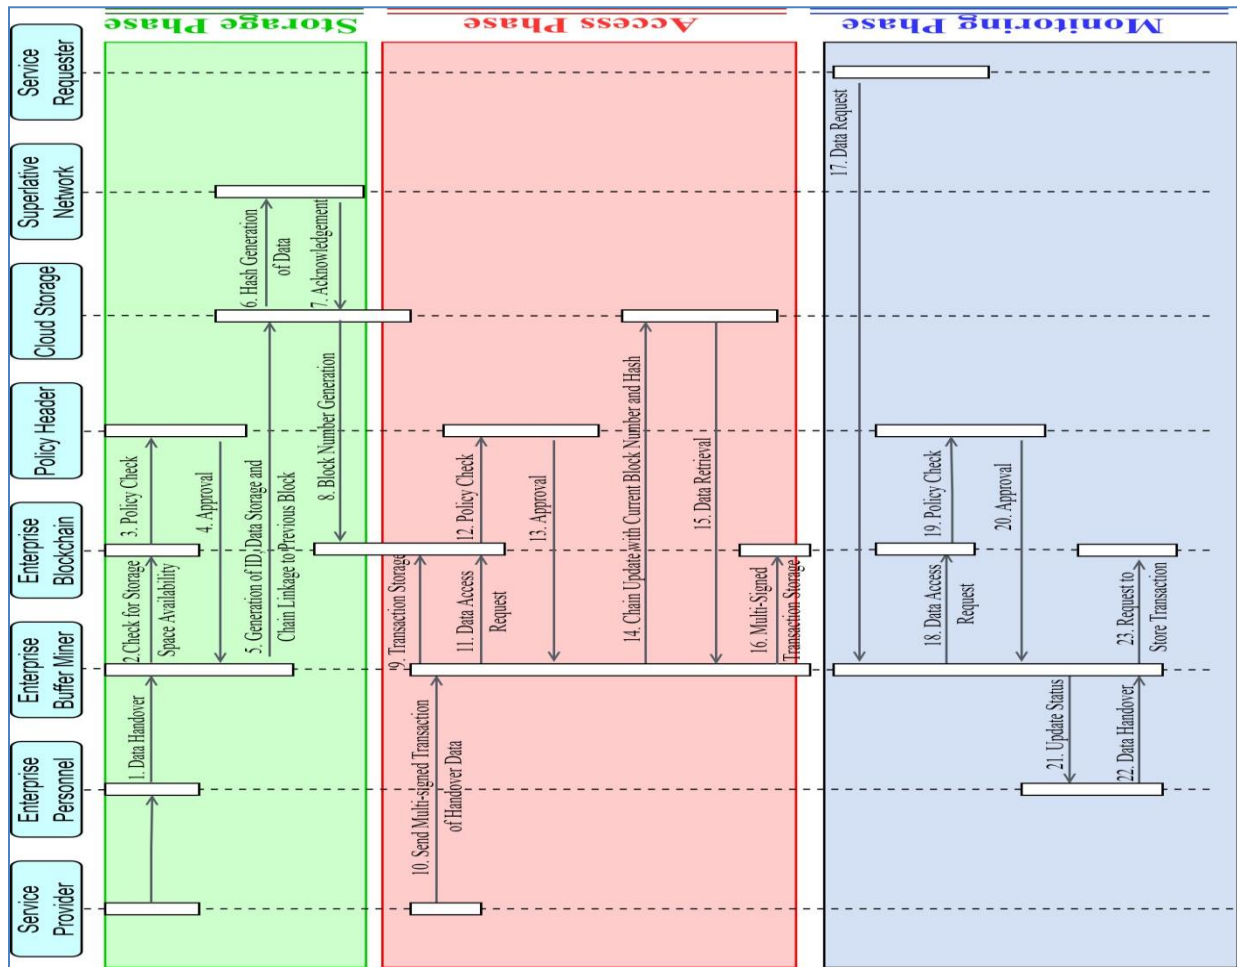 Service
Provider
Enterprise
Personnel
Enterprise
Buffer Miner
Enterprise
Blockchain
Policy Header
Cloud Storage
Superlative
Network
Service
Requester
Storage Phase
1. Data Handover
2.Check for Storage
Space Availability
3. Policy Check
4. Approval
5. Generation of ID,Data Storage and
Chain Linkage to Previous Block
6. Hash Generation
of Data
7. Acknowledgement
8. Block Number Generation
Access Phase
9. Transaction Storage
10. Send Multi-signed Transaction
of Handover Data
11. Data Access
Request
12. Policy Check
13. Approval
14. Chain Update with Current Block Number and Hash
15. Data Retrieval
16. Multi-Signed
Transaction Storage
Monitoring Phase
17. Data Request
18. Data Access
Request
19. Policy Check
20. Approval
21. Update Status
22. Data Handover
23. Request to
Store Transaction